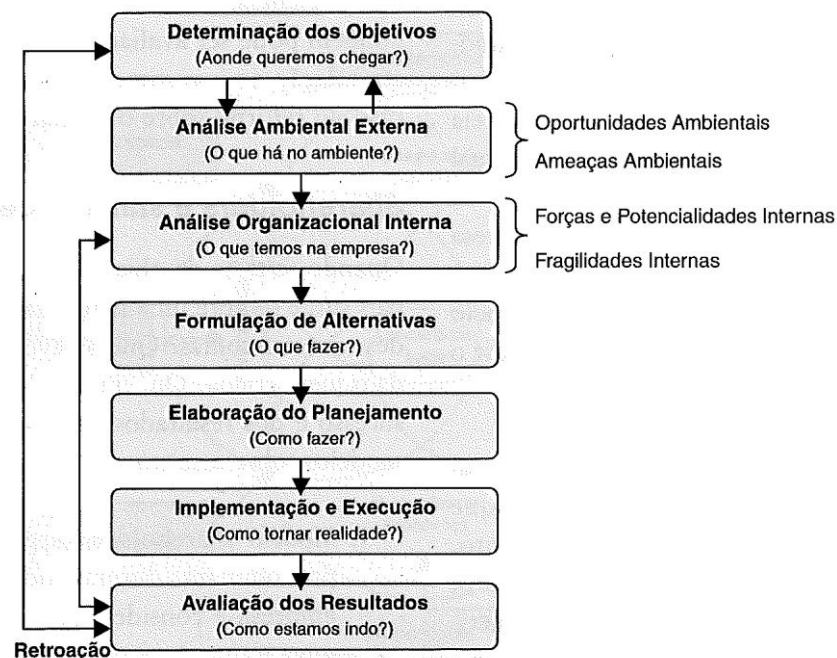 Determinação dos Objetivos
(Aonde queremos chegar?)
Análise Ambiental Externa
(O que há no ambiente?)
Oportunidades Ambientais
Ameaças Ambientais
Análise Organizacional Interna
(O que temos na empresa?)
Forças e Potencialidades Internas
Fragilidades Internas
Formulação de Alternativas
(O que fazer?)
Elaboração do Planejamento
(Como fazer?)
Implementação e Execução
(Como tornar realidade?)
Avaliação dos Resultados
(Como estamos indo?)
Retroação